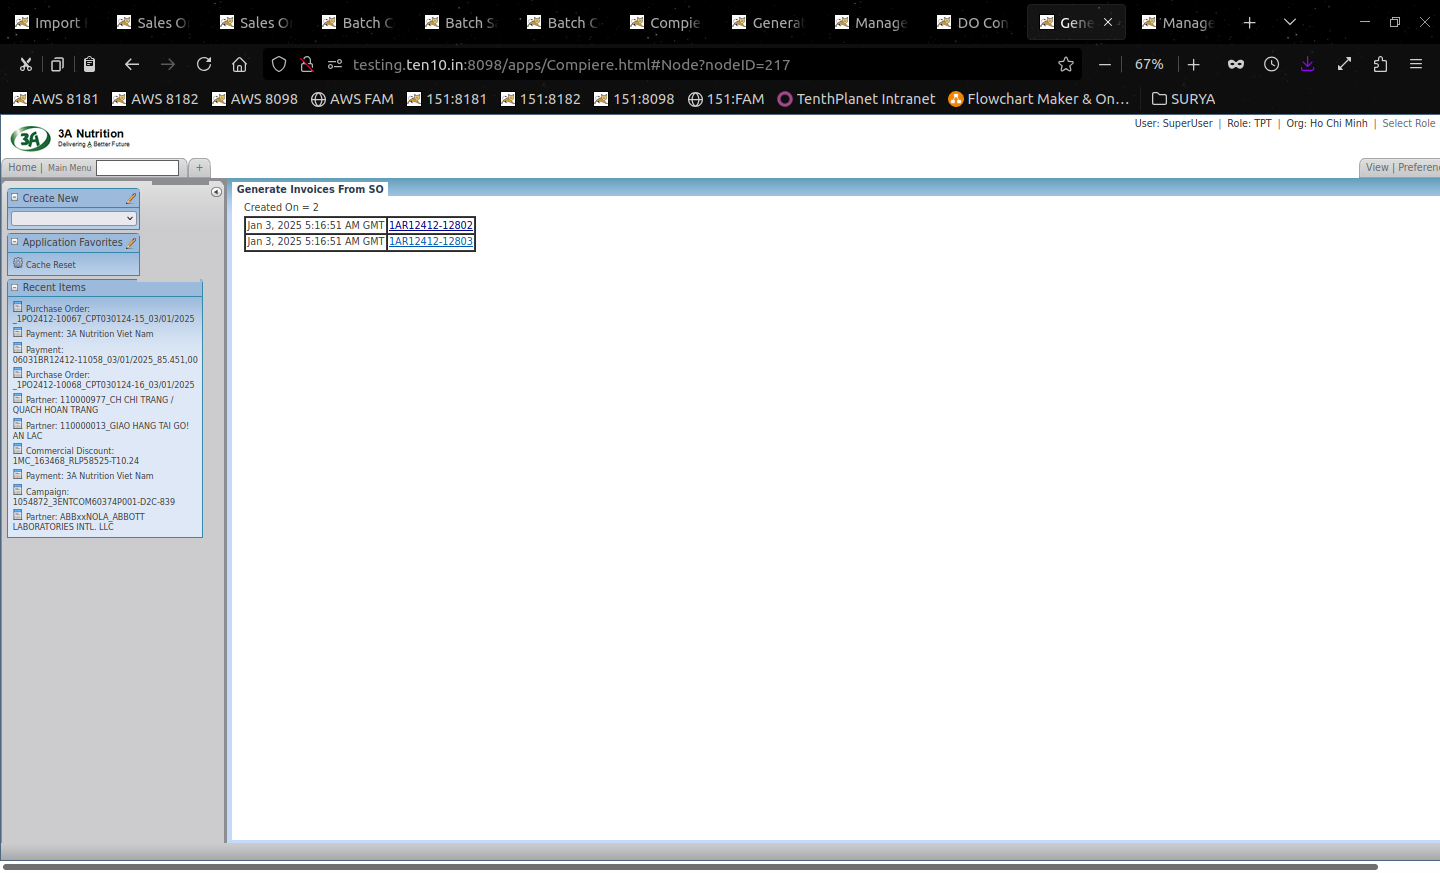 Import
Sales O
Sales O
Batch C
Batch S
Batch C
Compie
Genera
Manage
DO Con
Gene
Manage
testing.ten10.in:8098/apps/Compiere.html#Node?nodeID=217
67%
AWS 8181
AWS 8182
AWS 8098
AWS FAM
151:8181
151:8182
151:8098
151:FAM
TenthPlanet Intranet
Flowchart Maker & On…
SURYA
3A
3A Nutrition
Delivering A Better Future
User: SuperUser | Role: TPT | Org: Ho Chi Minh | Select Role
Home | Main Menu
+
View | Preferen
Create New
Application Favorites
Cache Reset
Recent Items
Purchase Order:
_1PO2412-10067_CPT030124-15_03/01/2025
Payment: 3A Nutrition Viet Nam
Payment:
06031BR12412-11058_03/01/2025_85.451,00
Purchase Order:
_1PO2412-10068_CPT030124-16_03/01/2025
Partner: 110000977_CH CHI TRANG /
QUACH HOAN TRANG
Partner: 110000013_GIAO HANG TAI GO!
AN LAC
Commercial Discount:
1MC_163468_RLP58525-T10.24
Payment: 3A Nutrition Viet Nam
Campaign:
1054872_3ENTCOM60374P001-D2C-839
Partner: ABBxxNOLA_ABBOTT
LABORATORIES INTL. LLC
Generate Invoices From SO
Created On = 2
Jan 3, 2025 5:16:51 AM GMT 1AR12412-12802
Jan 3, 2025 5:16:51 AM GMT 1AR12412-12803